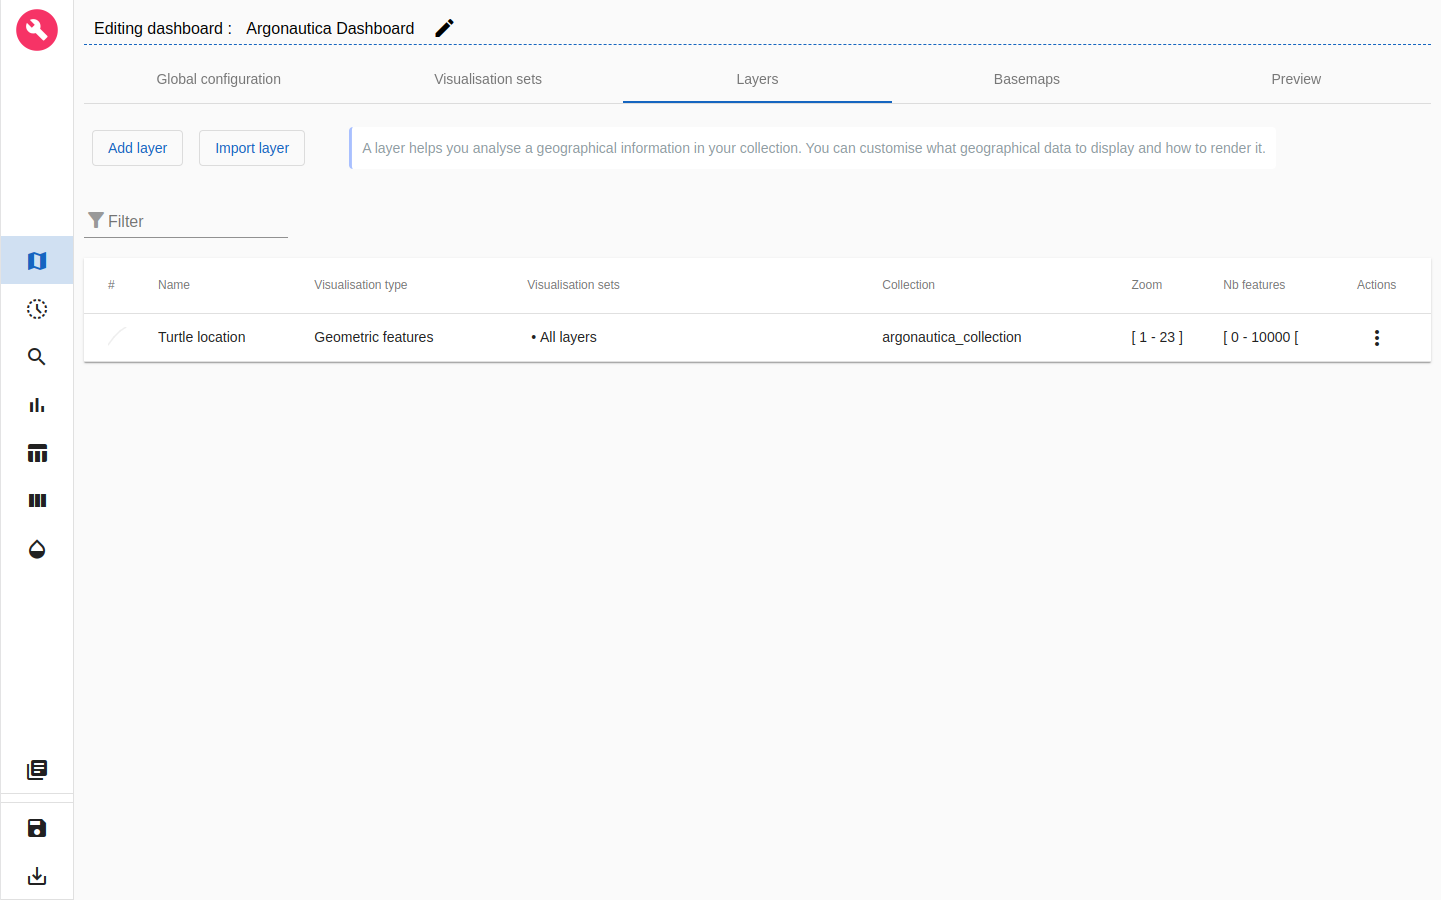 Editing dashboard : Argonautica Dashboard
Global configuration Visualisation sets Layers Basemaps Preview
Add layer Import layer A layer helps you analyse a geographical information in your collection. You can customise what geographical data to display and how to render it.
Filter
# Name Visualisation type Visualisation sets Collection Zoom Nb features Actions
Turtle location Geometric features • All layers argonautica_collection [ 1 - 23 ] [ 0 - 10000 [